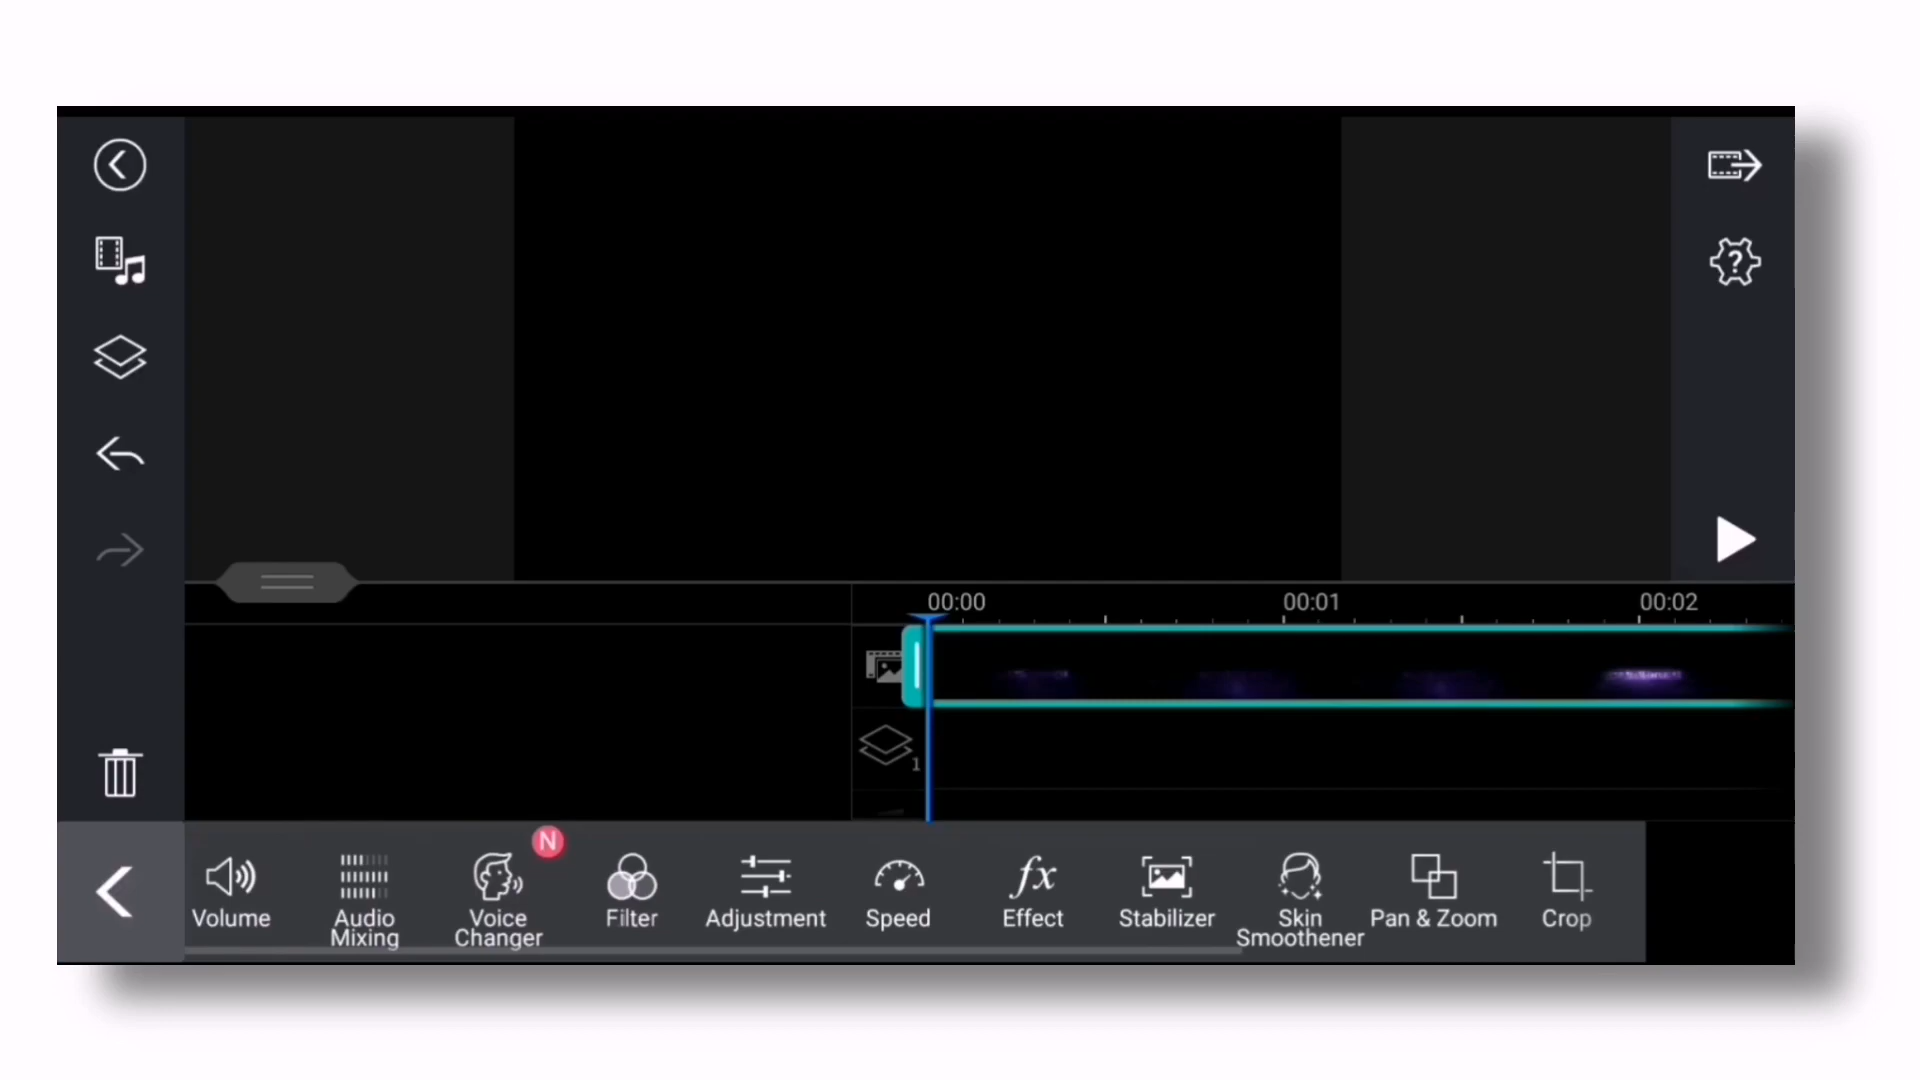 00:00 00:01 00:02
1
N
Volume Audio Mixing Voice Changer Filter Adjustment Speed Effect Stabilizer Skin Smoothener Pan & Zoom Crop